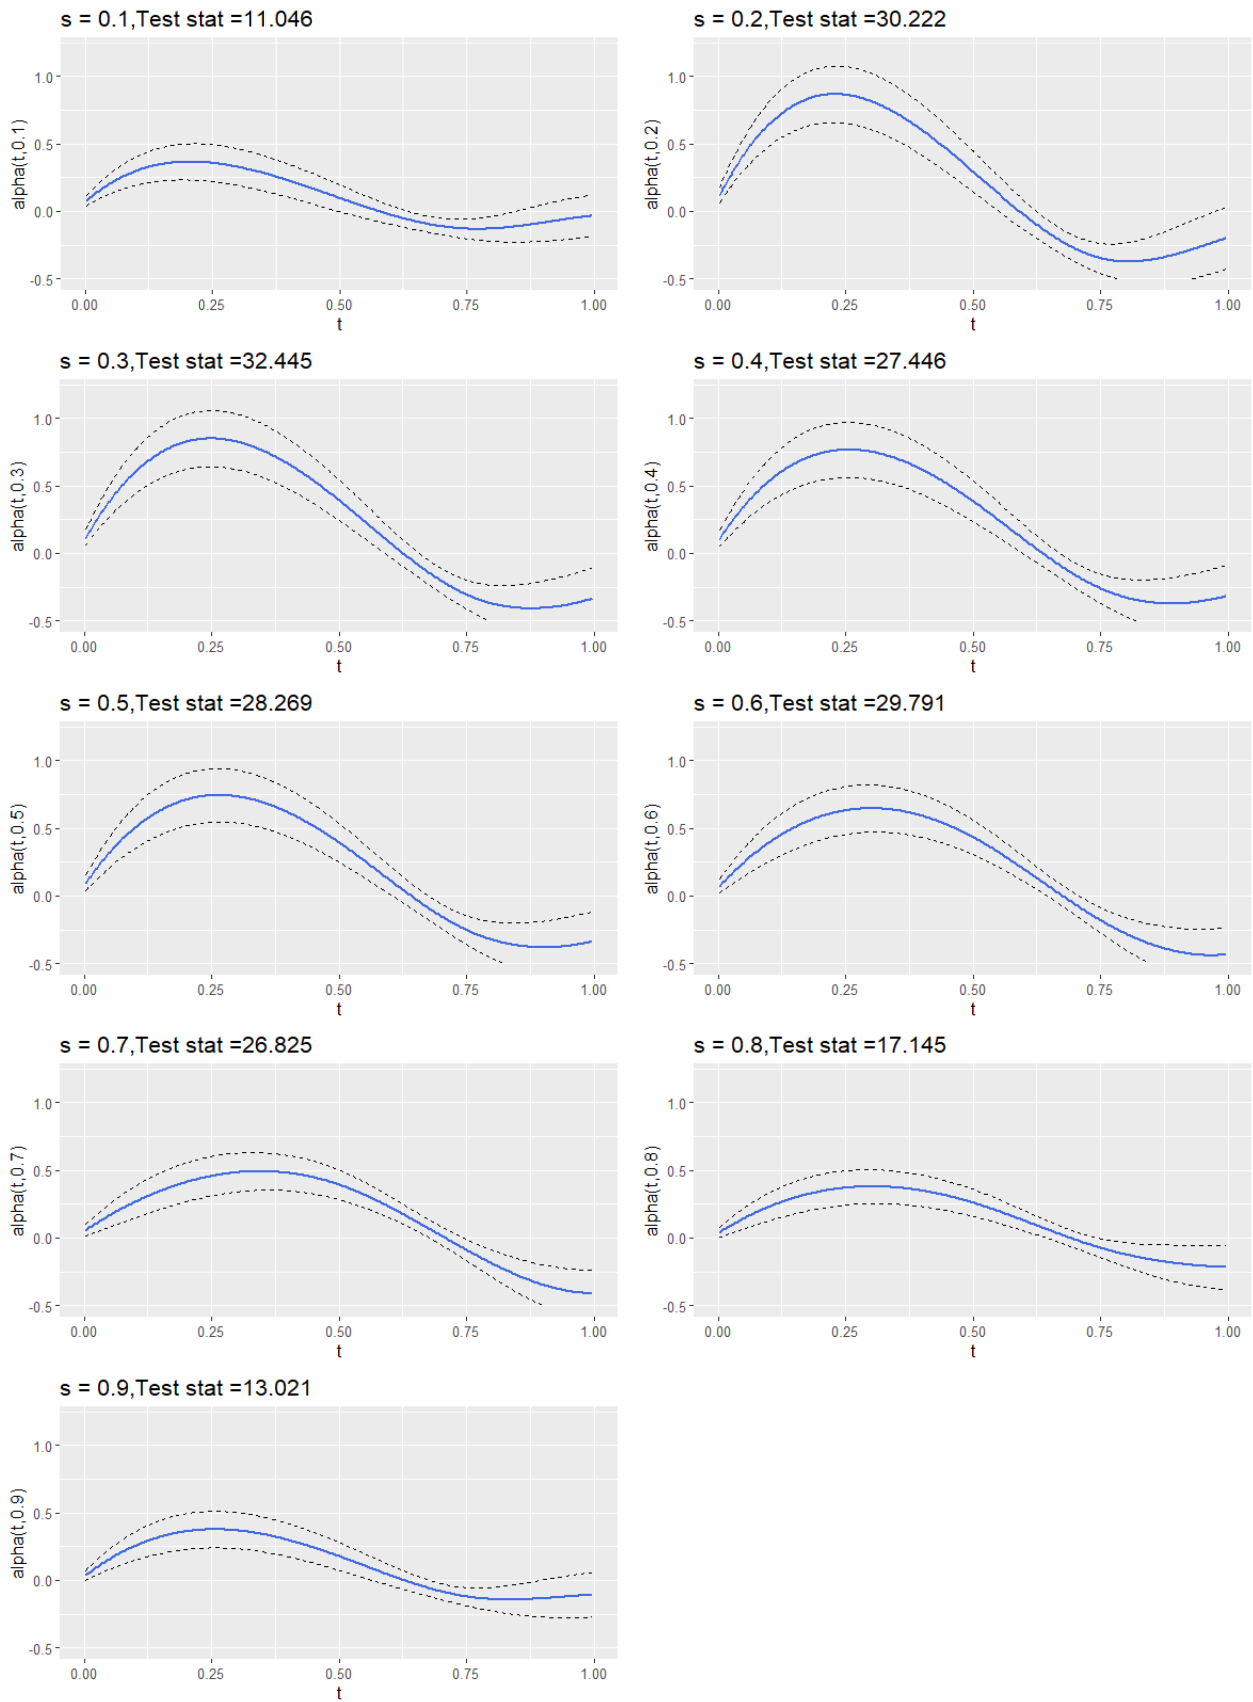 s = 0.1,Test stat =11.046
alpha(t,0.1)
1.0
0.5
0.0
-0.5
0.00 0.25 0.50 0.75 1.00
t
s = 0.2,Test stat =30.222
alpha(t,0.2)
1.0
0.5
0.0
-0.5
0.00 0.25 0.50 0.75 1.00
t
s = 0.3,Test stat =32.445
alpha(t,0.3)
1.0
0.5
0.0
-0.5
0.00 0.25 0.50 0.75 1.00
t
s = 0.4,Test stat =27.446
alpha(t,0.4)
1.0
0.5
0.0
-0.5
0.00 0.25 0.50 0.75 1.00
t
s = 0.5,Test stat =28.269
alpha(t,0.5)
1.0
0.5
0.0
-0.5
0.00 0.25 0.50 0.75 1.00
t
s = 0.6,Test stat =29.791
alpha(t,0.6)
1.0
0.5
0.0
-0.5
0.00 0.25 0.50 0.75 1.00
t
s = 0.7,Test stat =26.825
alpha(t,0.7)
1.0
0.5
0.0
-0.5
0.00 0.25 0.50 0.75 1.00
t
s = 0.8,Test stat =17.145
alpha(t,0.8)
1.0
0.5
0.0
-0.5
0.00 0.25 0.50 0.75 1.00
t
s = 0.9,Test stat =13.021
alpha(t,0.9)
1.0
0.5
0.0
-0.5
0.00 0.25 0.50 0.75 1.00
t